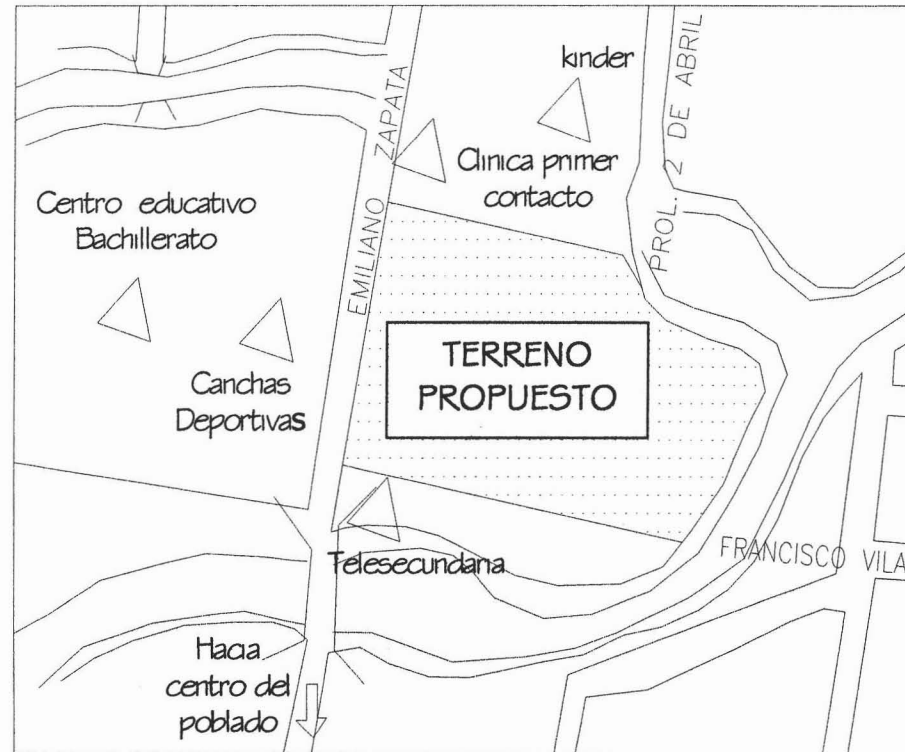 kinder
EMILIANO ZAPATA
PROL. 2 DE ABRIL
Clinica primer
contacto
Centro educativo
Bachillerato
TERRENO
PROPUESTO
Canchas
Deportivas
Telesecundaria
FRANCISCO VILA
Hacia
centro del
poblado